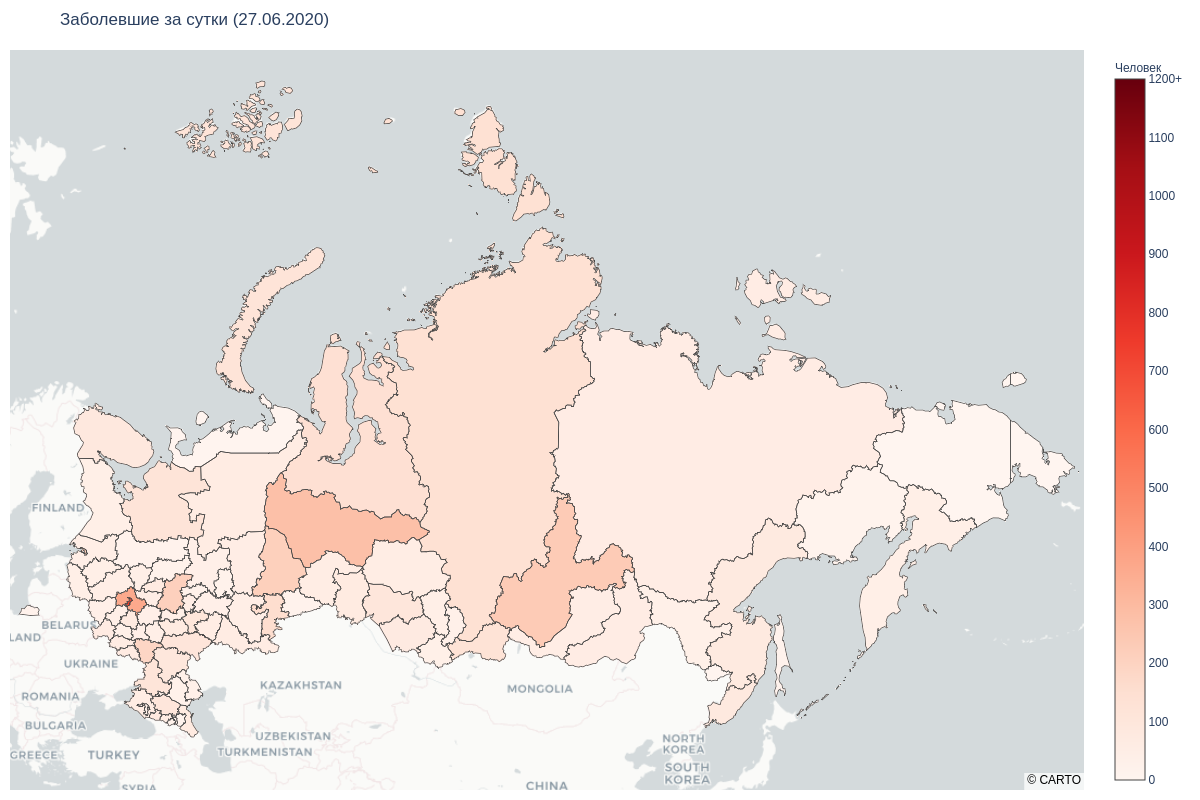 Заболевшие за сутки (27.06.2020)
Человек
1200+
1100
1000
900
800
700
600
500
400
300
200
100
0
FINLAND
BELARUS
LAND
UKRAINE
ROMANIA
BULGARIA
GREECE
TURKEY
SYRIA
KAZAKHSTAN
UZBEKISTAN
TURKMENISTAN
MONGOLIA
CHINA
NORTH
KOREA
SOUTH
KOREA
© CARTO